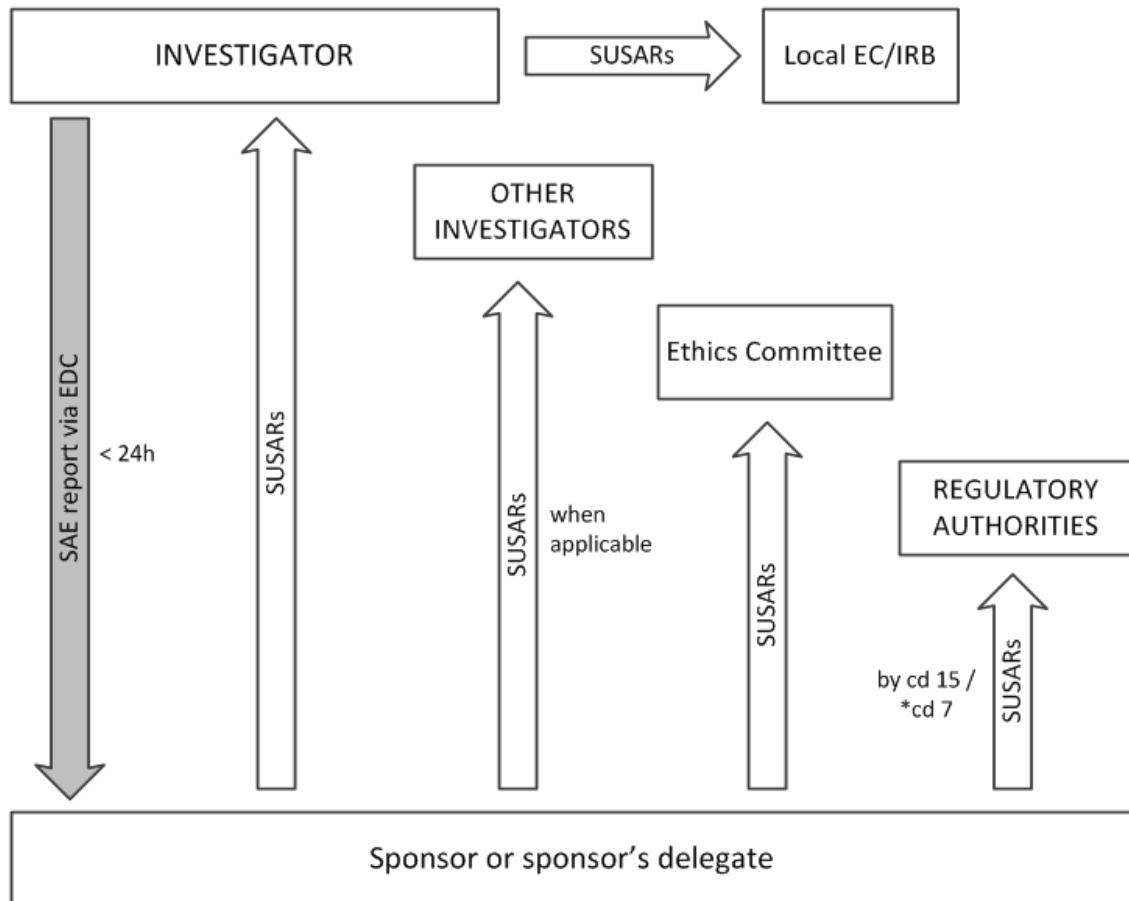 INVESTIGATOR
SUSARs
Local EC/IRB
OTHER
INVESTIGATORS
Ethics Committee
REGULATORY
AUTHORITIES
SAE report via EDC
< 24h
SUSARs
SUSARs
when
applicable
SUSARs
by cd 15 /
*cd 7
SUSARs
Sponsor or sponsor’s delegate